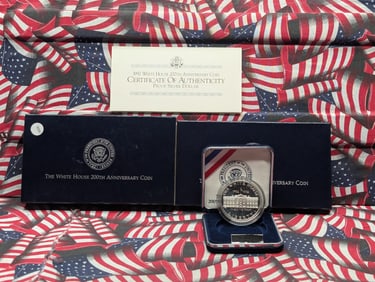 1992 WHITE HOUSE 200TH ANNIVERSARY COIN
CERTIFICATE OF AUTHENTICITY
PROOF SILVER DOLLAR
THE WHITE HOUSE 200TH ANNIVERSARY COIN
ANNIVERSARY COIN